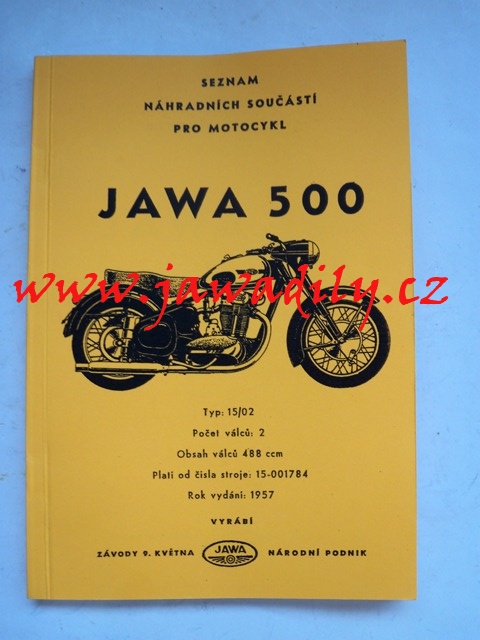 SEZNAM
NÁHRADNÍCH SOUČÁSTÍ
PRO MOTOCYKL
JAWA 500
www.jawadily.cz
Typ: 15/02
Počet válců: 2
Obsah válců 488 ccm
Platí od čísla stroje: 15-001784
Rok vydání: 1957
VYRÁBÍ
ZÁVODY 9. KVĚTNA JAWA NÁRODNÍ PODNIK